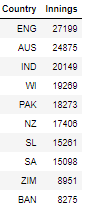 Country Innings
ENG 27199
AUS 24875
IND 20149
WI 19269
PAK 18273
NZ 17406
SL 15261
SA 15098
ZIM 8951
BAN 8275